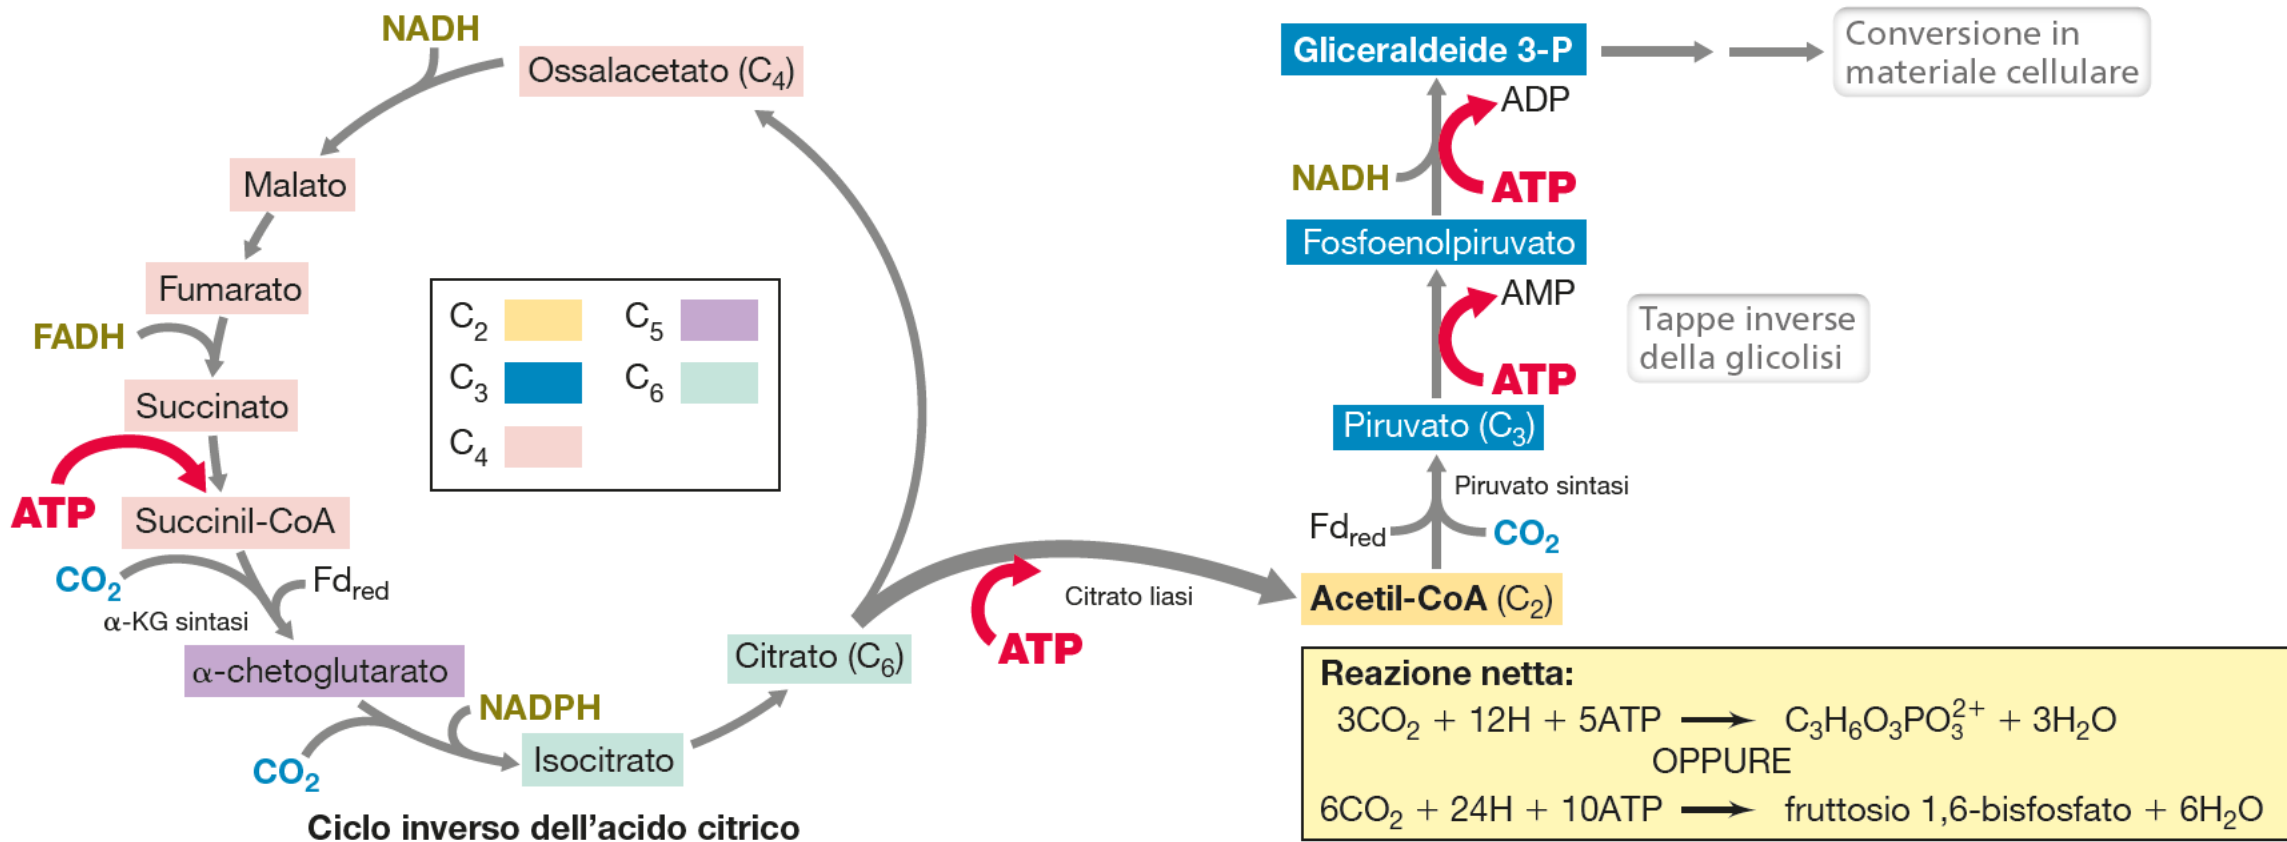 NADH
Ossalacetato (C4)
Malato
Fumarato
FADH
Succinato
ATP
Succinil-CoA
CO2
Fdred
α-KG sintasi
α-chetoglutarato
NADPH
CO2
Isocitrato
Citrato (C6)
Ciclo inverso dell'acido citrico
C2
C3
C4
C5
C6
ATP
Citrato liasi
Gliceraldeide 3-P
Conversione in
materiale cellulare
ADP
NADH
ATP
Fosfoenolpiruvato
AMP
ATP
Tappe inverse
della glicolisi
Piruvato (C3)
Piruvato sintasi
Fdred
CO2
Acetil-CoA (C2)
Reazione netta:
3CO2 + 12H + 5ATP ⟶ C3H6O3PO3^2+ + 3H2O
OPPURE
6CO2 + 24H + 10ATP ⟶ fruttosio 1,6-bisfosfato + 6H2O